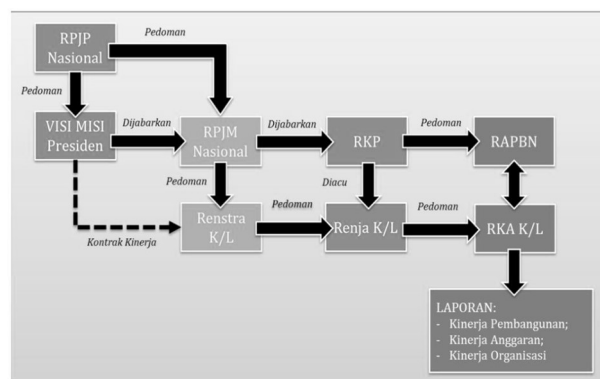 RPJP
Nasional
Pedoman
Pedoman
VISI MISI
Presiden
Dijabarkan
RPJM
Nasional
Dijabarkan
RKP
Pedoman
RAPBN
Pedoman
Diacu
Kontrak Kinerja
Renstra
K/L
Pedoman
Renja K/L
Pedoman
RKA K/L
LAPORAN:
- Kinerja Pembangunan;
- Kinerja Anggaran;
- Kinerja Organisasi